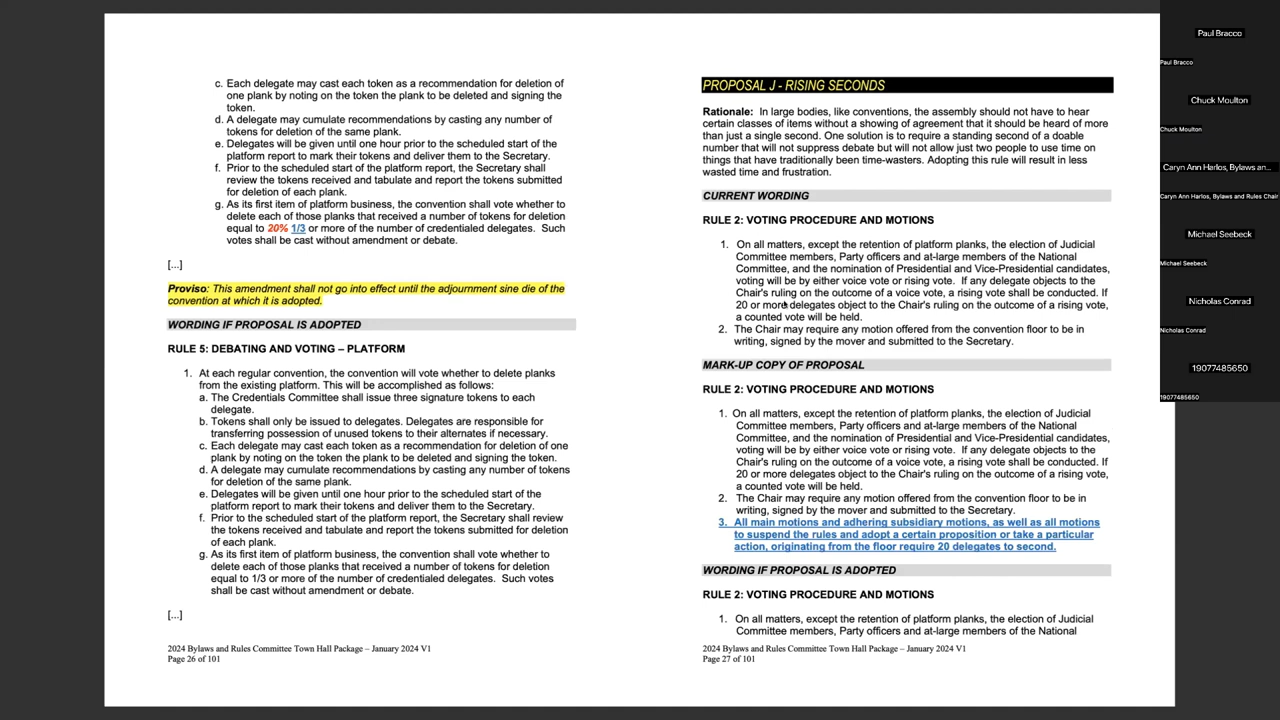 c. Each delegate may cast each token as a recommendation for deletion of
one plank by noting on the token the plank to be deleted and signing the
token.
d. A delegate may cumulate recommendations by casting any number of
tokens for deletion of the same plank.
e. Delegates will be given until one hour prior to the scheduled start of the
platform report to mark their tokens and deliver them to the Secretary.
f. Prior to the scheduled start of the platform report, the Secretary shall
review the tokens received and tabulate and report the tokens submitted
for deletion of each plank.
g. As its first item of platform business, the convention shall vote whether to
delete each of those planks that received a number of tokens for deletion
equal to 20% 1/3 or more of the number of credentialed delegates. Such
votes shall be cast without amendment or debate.
[...]
Proviso: This amendment shall not go into effect until the adjournment sine die of the
convention at which it is adopted.
WORDING IF PROPOSAL IS ADOPTED
RULE 5: DEBATING AND VOTING – PLATFORM
1. At each regular convention, the convention will vote whether to delete planks
from the existing platform. This will be accomplished as follows:
a. The Credentials Committee shall issue three signature tokens to each
delegate.
b. Tokens shall only be issued to delegates. Delegates are responsible for
transferring possession of unused tokens to their alternates if necessary.
c. Each delegate may cast each token as a recommendation for deletion of one
plank by noting on the token the plank to be deleted and signing the token.
d. A delegate may cumulate recommendations by casting any number of tokens
for deletion of the same plank.
e. Delegates will be given until one hour prior to the scheduled start of the
platform report to mark their tokens and deliver them to the Secretary.
f. Prior to the scheduled start of the platform report, the Secretary shall review
the tokens received and tabulate and report the tokens submitted for deletion
of each plank.
g. As its first item of platform business, the convention shall vote whether to
delete each of those planks that received a number of tokens for deletion
equal to 1/3 or more of the number of credentialed delegates. Such votes
shall be cast without amendment or debate.
[...]
2024 Bylaws and Rules Committee Town Hall Package – January 2024 V1
Page 26 of 101
PROPOSAL J - RISING SECONDS
Rationale: In large bodies, like conventions, the assembly should not have to hear
certain classes of items without a showing of agreement that it should be heard of more
than just a single second. One solution is to require a standing second of a doable
number that will not suppress debate but will not allow just two people to use time on
things that have traditionally been time-wasters. Adopting this rule will result in less
wasted time and frustration.
CURRENT WORDING
RULE 2: VOTING PROCEDURE AND MOTIONS
1. On all matters, except the retention of platform planks, the election of Judicial
Committee members, Party officers and at-large members of the National
Committee, and the nomination of Presidential and Vice-Presidential candidates,
voting will be by either voice vote or rising vote. If any delegate objects to the
Chair's ruling on the outcome of a voice vote, a rising vote shall be conducted. If
20 or more delegates object to the Chair's ruling on the outcome of a rising vote,
a counted vote will be held.
2. The Chair may require any motion offered from the convention floor to be in
writing, signed by the mover and submitted to the Secretary.
MARK-UP COPY OF PROPOSAL
RULE 2: VOTING PROCEDURE AND MOTIONS
1. On all matters, except the retention of platform planks, the election of Judicial
Committee members, Party officers and at-large members of the National
Committee, and the nomination of Presidential and Vice-Presidential candidates,
voting will be by either voice vote or rising vote. If any delegate objects to the
Chair's ruling on the outcome of a voice vote, a rising vote shall be conducted. If
20 or more delegates object to the Chair's ruling on the outcome of a rising vote,
a counted vote will be held.
2. The Chair may require any motion offered from the convention floor to be in
writing, signed by the mover and submitted to the Secretary.
3. All main motions and adhering subsidiary motions, as well as all motions
to suspend the rules and adopt a certain proposition or take a particular
action, originating from the floor require 20 delegates to second.
WORDING IF PROPOSAL IS ADOPTED
RULE 2: VOTING PROCEDURE AND MOTIONS
1. On all matters, except the retention of platform planks, the election of Judicial
Committee members, Party officers and at-large members of the National
2024 Bylaws and Rules Committee Town Hall Package – January 2024 V1
Page 27 of 101
Paul Bracco
Paul Bracco
Chuck Moulton
Chuck Moulton
Caryn Ann Harlos, Bylaws an...
Caryn Ann Harlos, Bylaws and Rules Chair
Michael Seebeck
Michael Seebeck
Nicholas Conrad
Nicholas Conrad
19077485650
19077485650